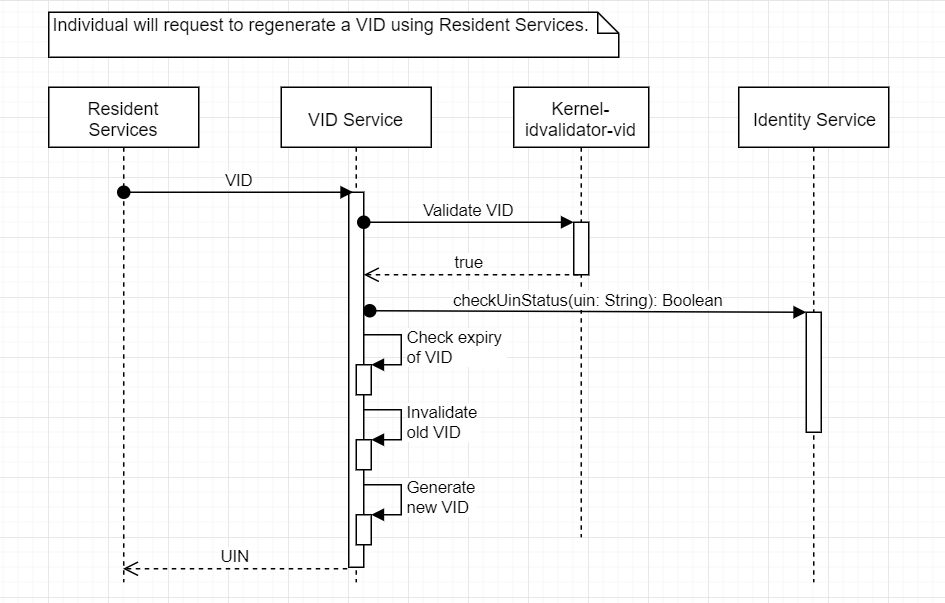 Individual will request to regenerate a VID using Resident Services.
Resident
Services
VID Service
Kernel-
idvalidator-vid
Identity Service
VID
Validate VID
true
checkUinStatus(uin: String): Boolean
Check expiry
of VID
Invalidate
old VID
Generate
new VID
UIN